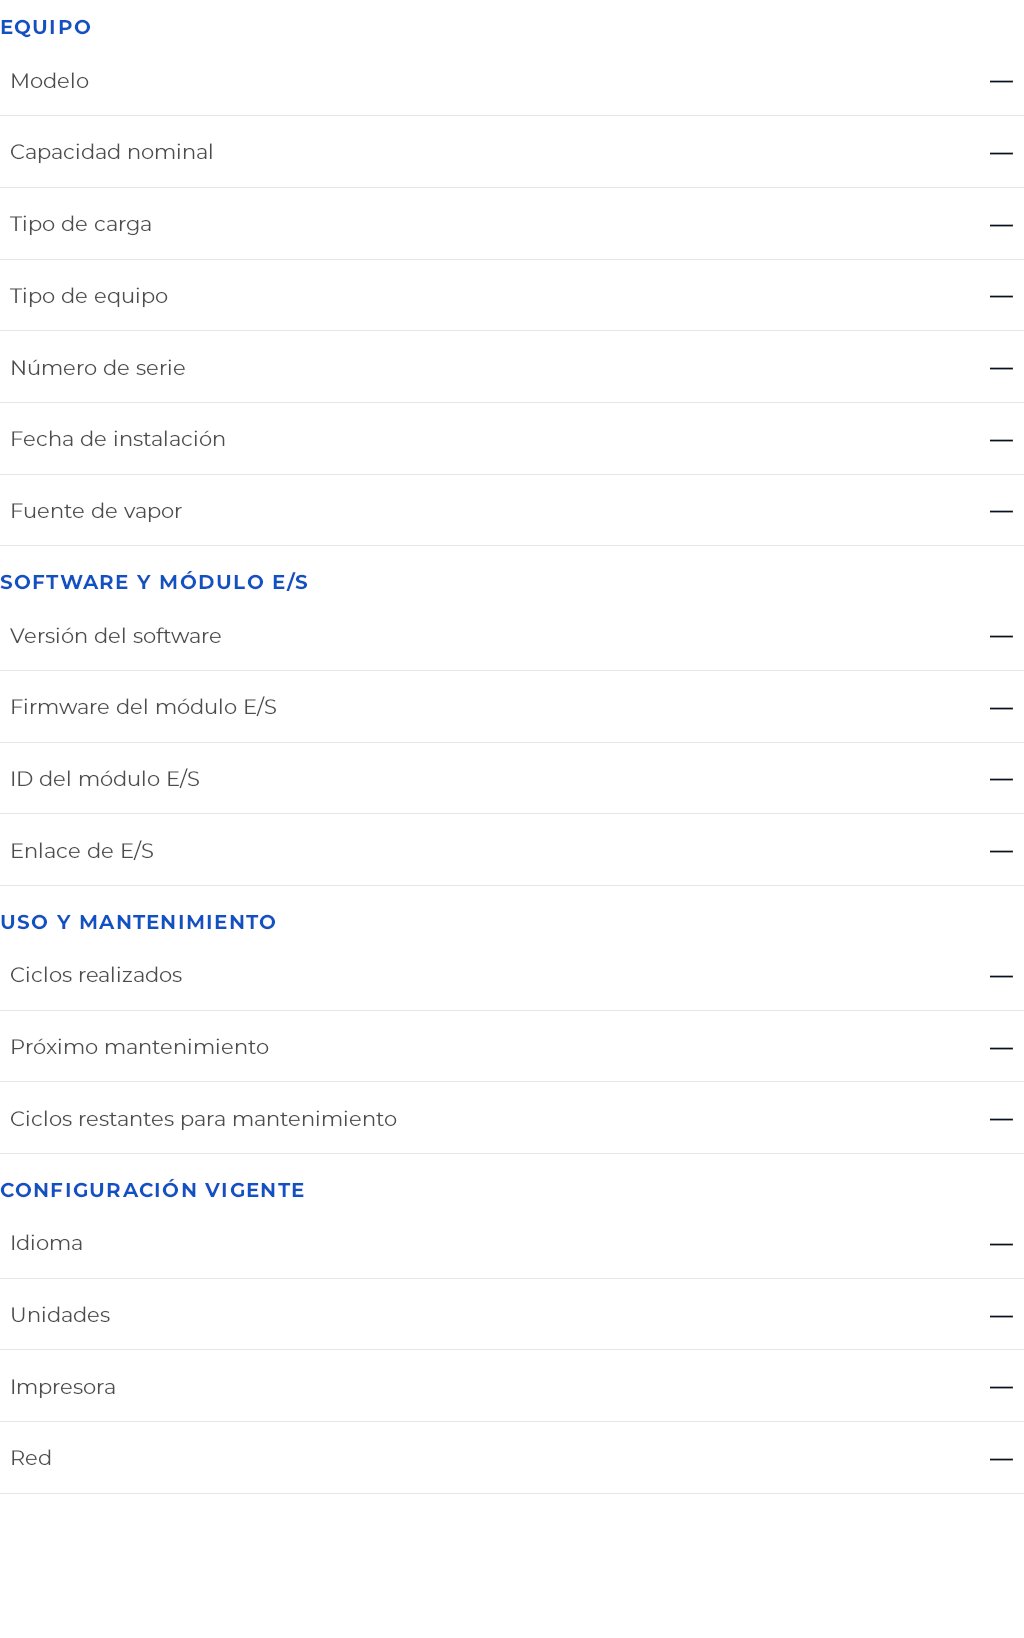 EQUIPO
Modelo —
Capacidad nominal —
Tipo de carga —
Tipo de equipo —
Número de serie —
Fecha de instalación —
Fuente de vapor —
SOFTWARE Y MÓDULO E/S
Versión del software —
Firmware del módulo E/S —
ID del módulo E/S —
Enlace de E/S —
USO Y MANTENIMIENTO
Ciclos realizados —
Próximo mantenimiento —
Ciclos restantes para mantenimiento —
CONFIGURACIÓN VIGENTE
Idioma —
Unidades —
Impresora —
Red —